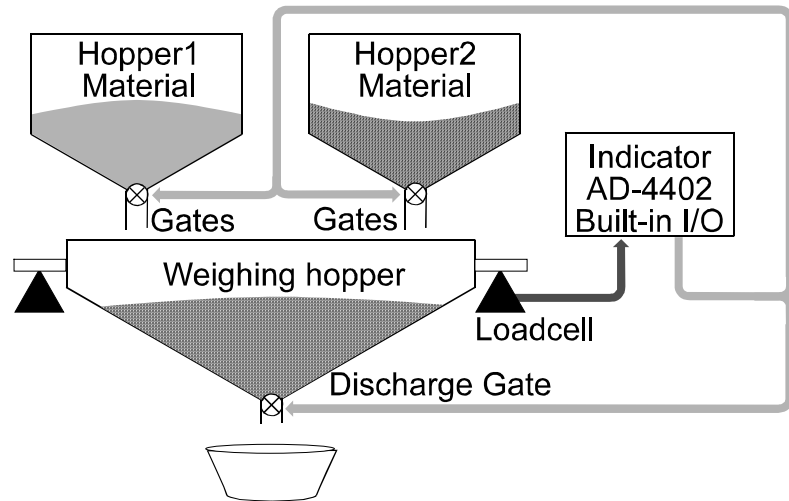 Hopper1
Material
Hopper2
Material
Indicator
AD-4402
Built-in I/O
Gates
Gates
Weighing hopper
Loadcell
Discharge Gate